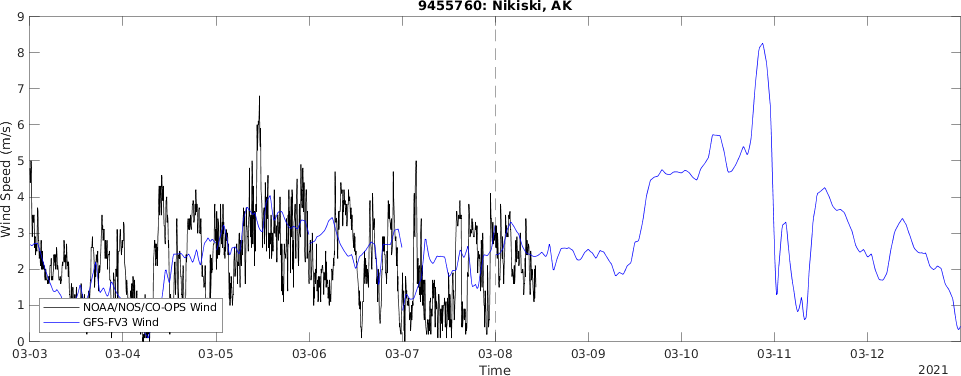 9455760: Nikiski, AK
9
8
7
6
5
4
3
2
1
0
Wind Speed (m/s)
NOAA/NOS/CO-OPS Wind
GFS-FV3 Wind
03-03 03-04 03-05 03-06 03-07 03-08 03-09 03-10 03-11 03-12
Time
2021